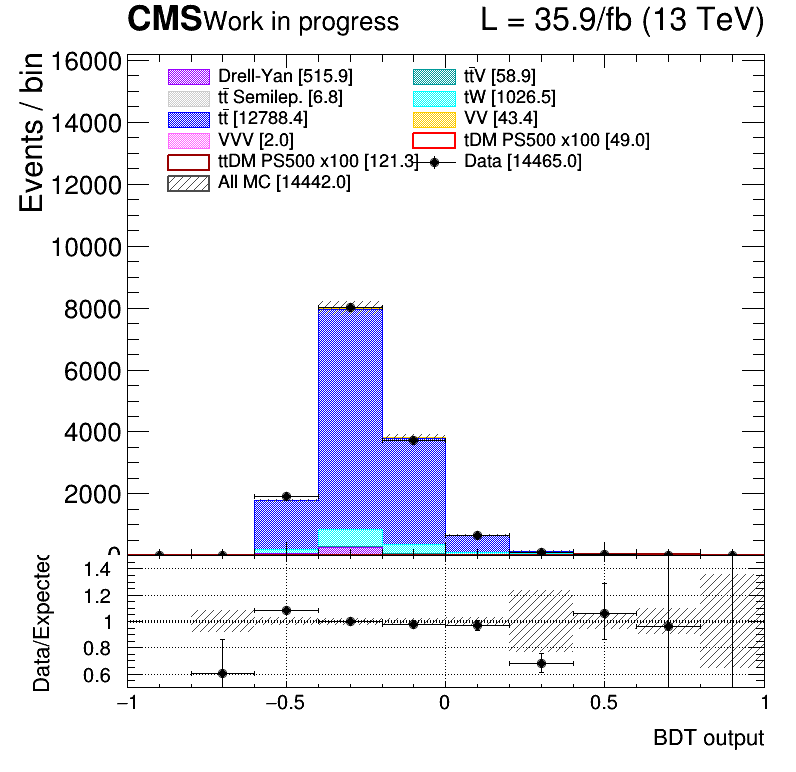 CMS Work in progress L = 35.9/fb (13 TeV)
Events / bin
16000
14000
12000
10000
8000
6000
4000
2000
0
Drell-Yan [515.9]
tt̄V [58.9]
tt̄ Semilep. [6.8]
tW [1026.5]
tt̄ [12788.4]
VV [43.4]
VVV [2.0]
tDM PS500 x100 [49.0]
ttDM PS500 x100 [121.3]
Data [14465.0]
All MC [14442.0]
Data/Expected
1.4
1.2
1
0.8
0.6
−1 −0.5 0 0.5 1
BDT output